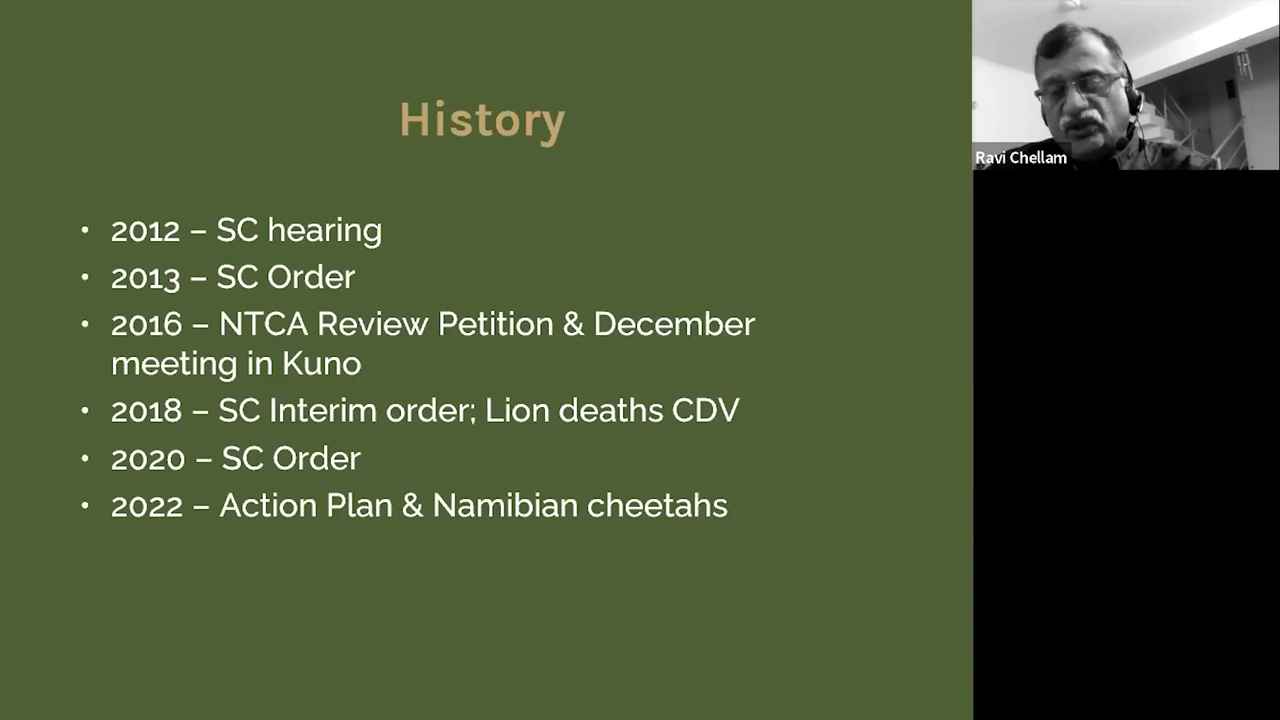 History
• 2012 – SC hearing
• 2013 – SC Order
• 2016 – NTCA Review Petition & December
meeting in Kuno
• 2018 – SC Interim order; Lion deaths CDV
• 2020 – SC Order
• 2022 – Action Plan & Namibian cheetahs
Ravi Chellam